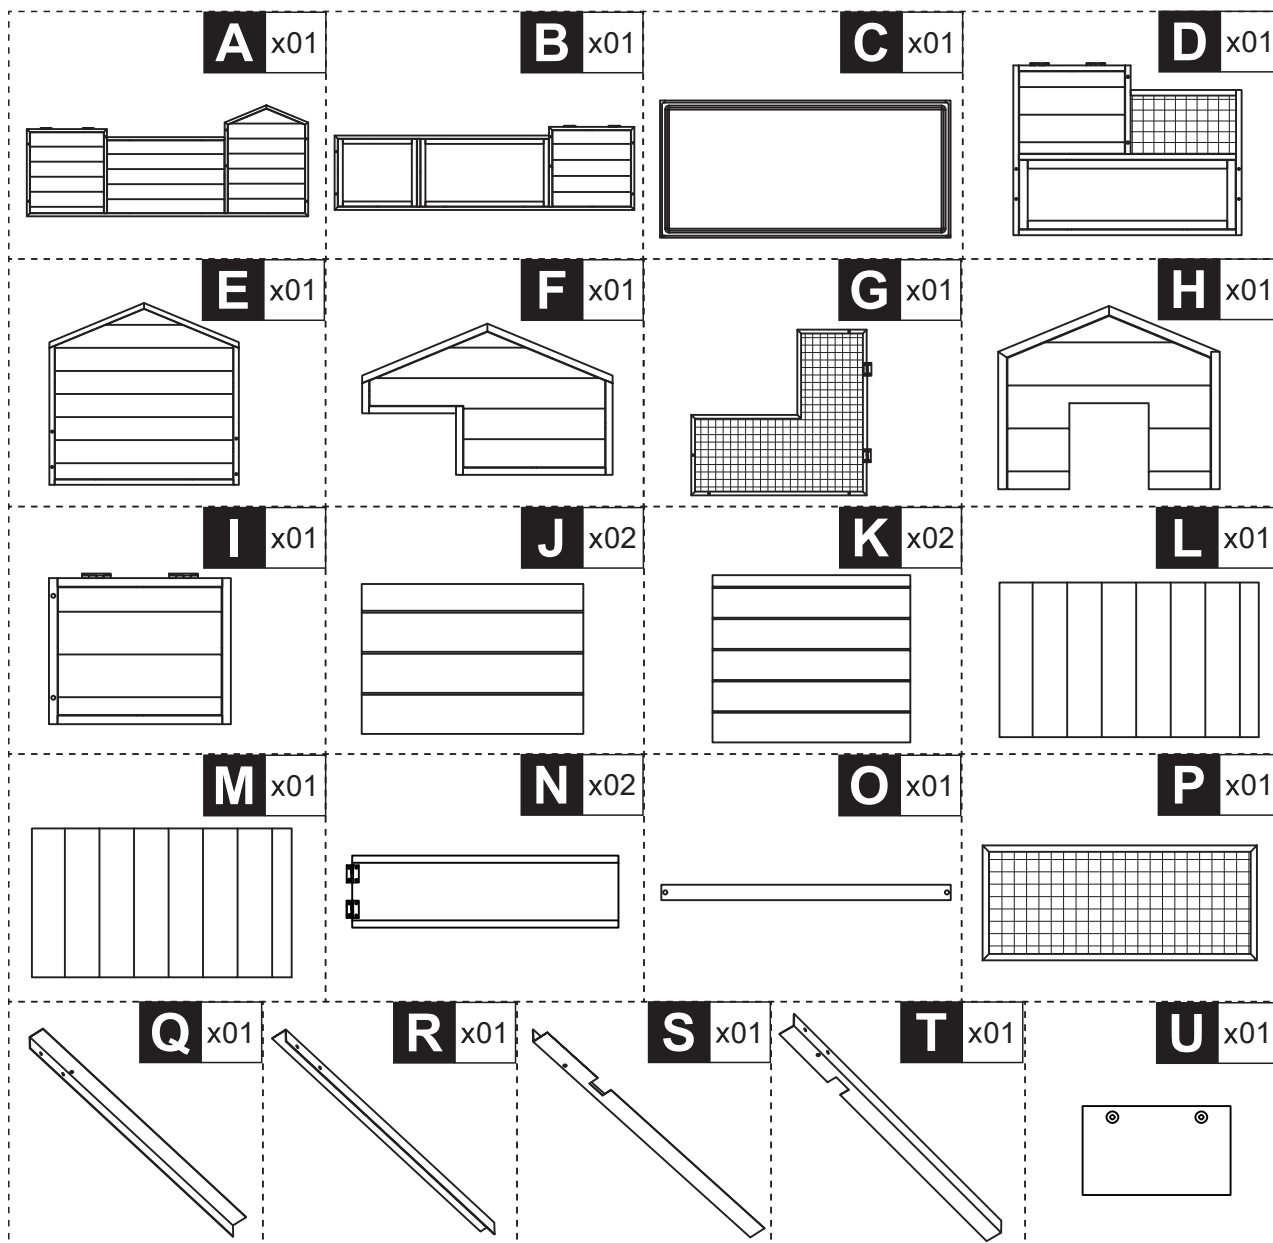 A x01 B x01 C x01 D x01
E x01 F x01 G x01 H x01
I x01 J x02 K x02 L x01
M x01 N x02 O x01 P x01
Q x01 R x01 S x01 T x01 U x01